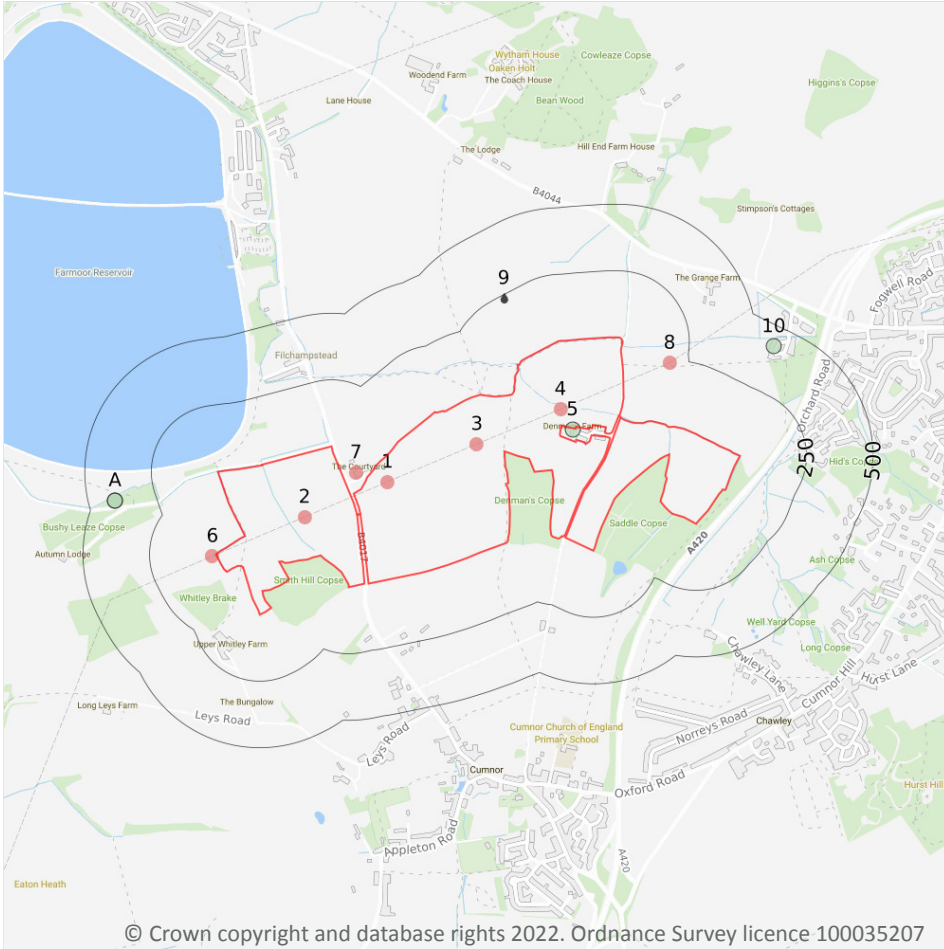 Wytham House
Oaken Holt
The Coach House
Cowleaze Copse
Woodend Farm
Higgins's Copse
Lane House
Bean Wood
The Lodge
Hill End Farm House
B4044
Stimpson's Cottages
Farmoor Reservoir
The Grange Farm
Fogwell Road
9
10
Filchampstead
8
Orchard Road
4
5
Denman's Farm
3
7
The Courtyard
1
250
500
Hid's Copse
A
2
Denman's Copse
Saddle Copse
Bushy Leaze Copse
Autumn Lodge
6
B4017
A420
Ash Copse
Smith Hill Copse
Whitley Brake
Well Yard Copse
Upper Whitley Farm
Chawley Lane
Long Copse
Cumnor Hill
Hurst Lane
Long Leys Farm
The Bungalow
Leys Road
Leys Road
Cumnor Church of England
Primary School
Norreys Road
Chawley
Cumnor
Oxford Road
Hurst Hill
Appleton Road
A420
Eaton Heath
© Crown copyright and database rights 2022. Ordnance Survey licence 100035207